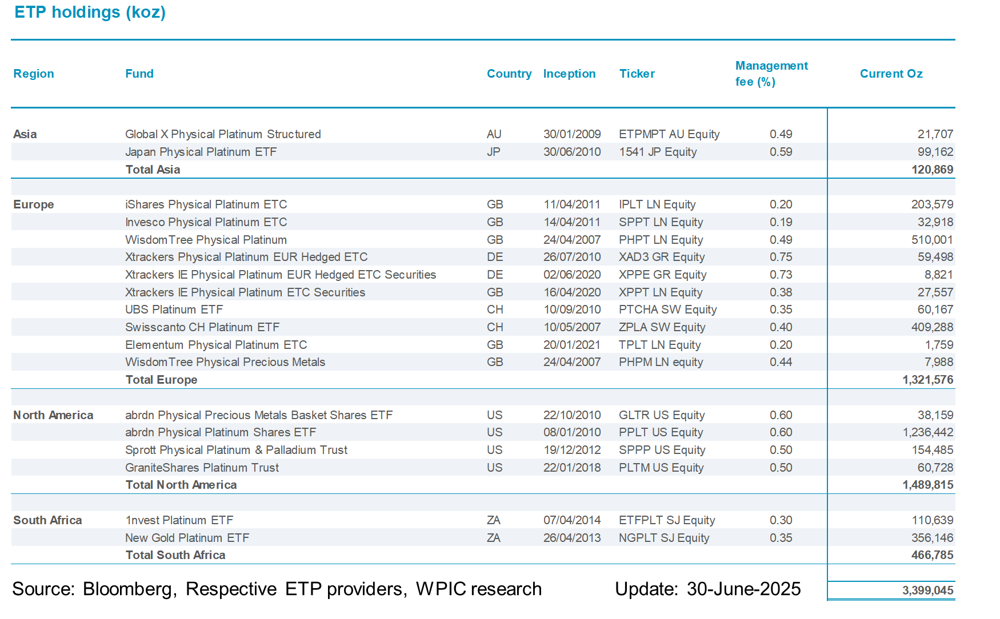 ETP holdings (koz)
Region Fund Country Inception Ticker Management fee (%) Current Oz
Asia Global X Physical Platinum Structured AU 30/01/2009 ETPMPT AU Equity 0.49 21,707
Japan Physical Platinum ETF JP 30/06/2010 1541 JP Equity 0.59 99,162
Total Asia 120,869
Europe iShares Physical Platinum ETC GB 11/04/2011 IPLT LN Equity 0.20 203,579
Invesco Physical Platinum ETC GB 14/04/2011 SPPT LN Equity 0.19 32,918
WisdomTree Physical Platinum GB 24/04/2007 PHPT LN Equity 0.49 510,001
Xtrackers Physical Platinum EUR Hedged ETC DE 26/07/2010 XAD3 GR Equity 0.75 59,498
Xtrackers IE Physical Platinum EUR Hedged ETC Securities DE 02/06/2020 XPPE GR Equity 0.73 8,821
Xtrackers IE Physical Platinum ETC Securities GB 16/04/2020 XPPT LN Equity 0.38 27,557
UBS Platinum ETF CH 10/09/2010 PTCHA SW Equity 0.35 60,167
Swisscanto CH Platinum ETF CH 10/05/2007 ZPLA SW Equity 0.40 409,288
Elementum Physical Platinum ETC GB 20/01/2021 TPLT LN Equity 0.20 1,759
WisdomTree Physical Precious Metals GB 24/04/2007 PHPM LN equity 0.44 7,988
Total Europe 1,321,576
North America abrdn Physical Precious Metals Basket Shares ETF US 22/10/2010 GLTR US Equity 0.60 38,159
abrdn Physical Platinum Shares ETF US 08/01/2010 PPLT US Equity 0.60 1,236,442
Sprott Physical Platinum & Palladium Trust US 19/12/2012 SPPP US Equity 0.50 154,485
GraniteShares Platinum Trust US 22/01/2018 PLTM US Equity 0.50 60,728
Total North America 1,489,815
South Africa 1nvest Platinum ETF ZA 07/04/2014 ETFPLT SJ Equity 0.30 110,639
New Gold Platinum ETF ZA 26/04/2013 NGPLT SJ Equity 0.35 356,146
Total South Africa 466,785
Source: Bloomberg, Respective ETP providers, WPIC research Update: 30-June-2025 3,399,045